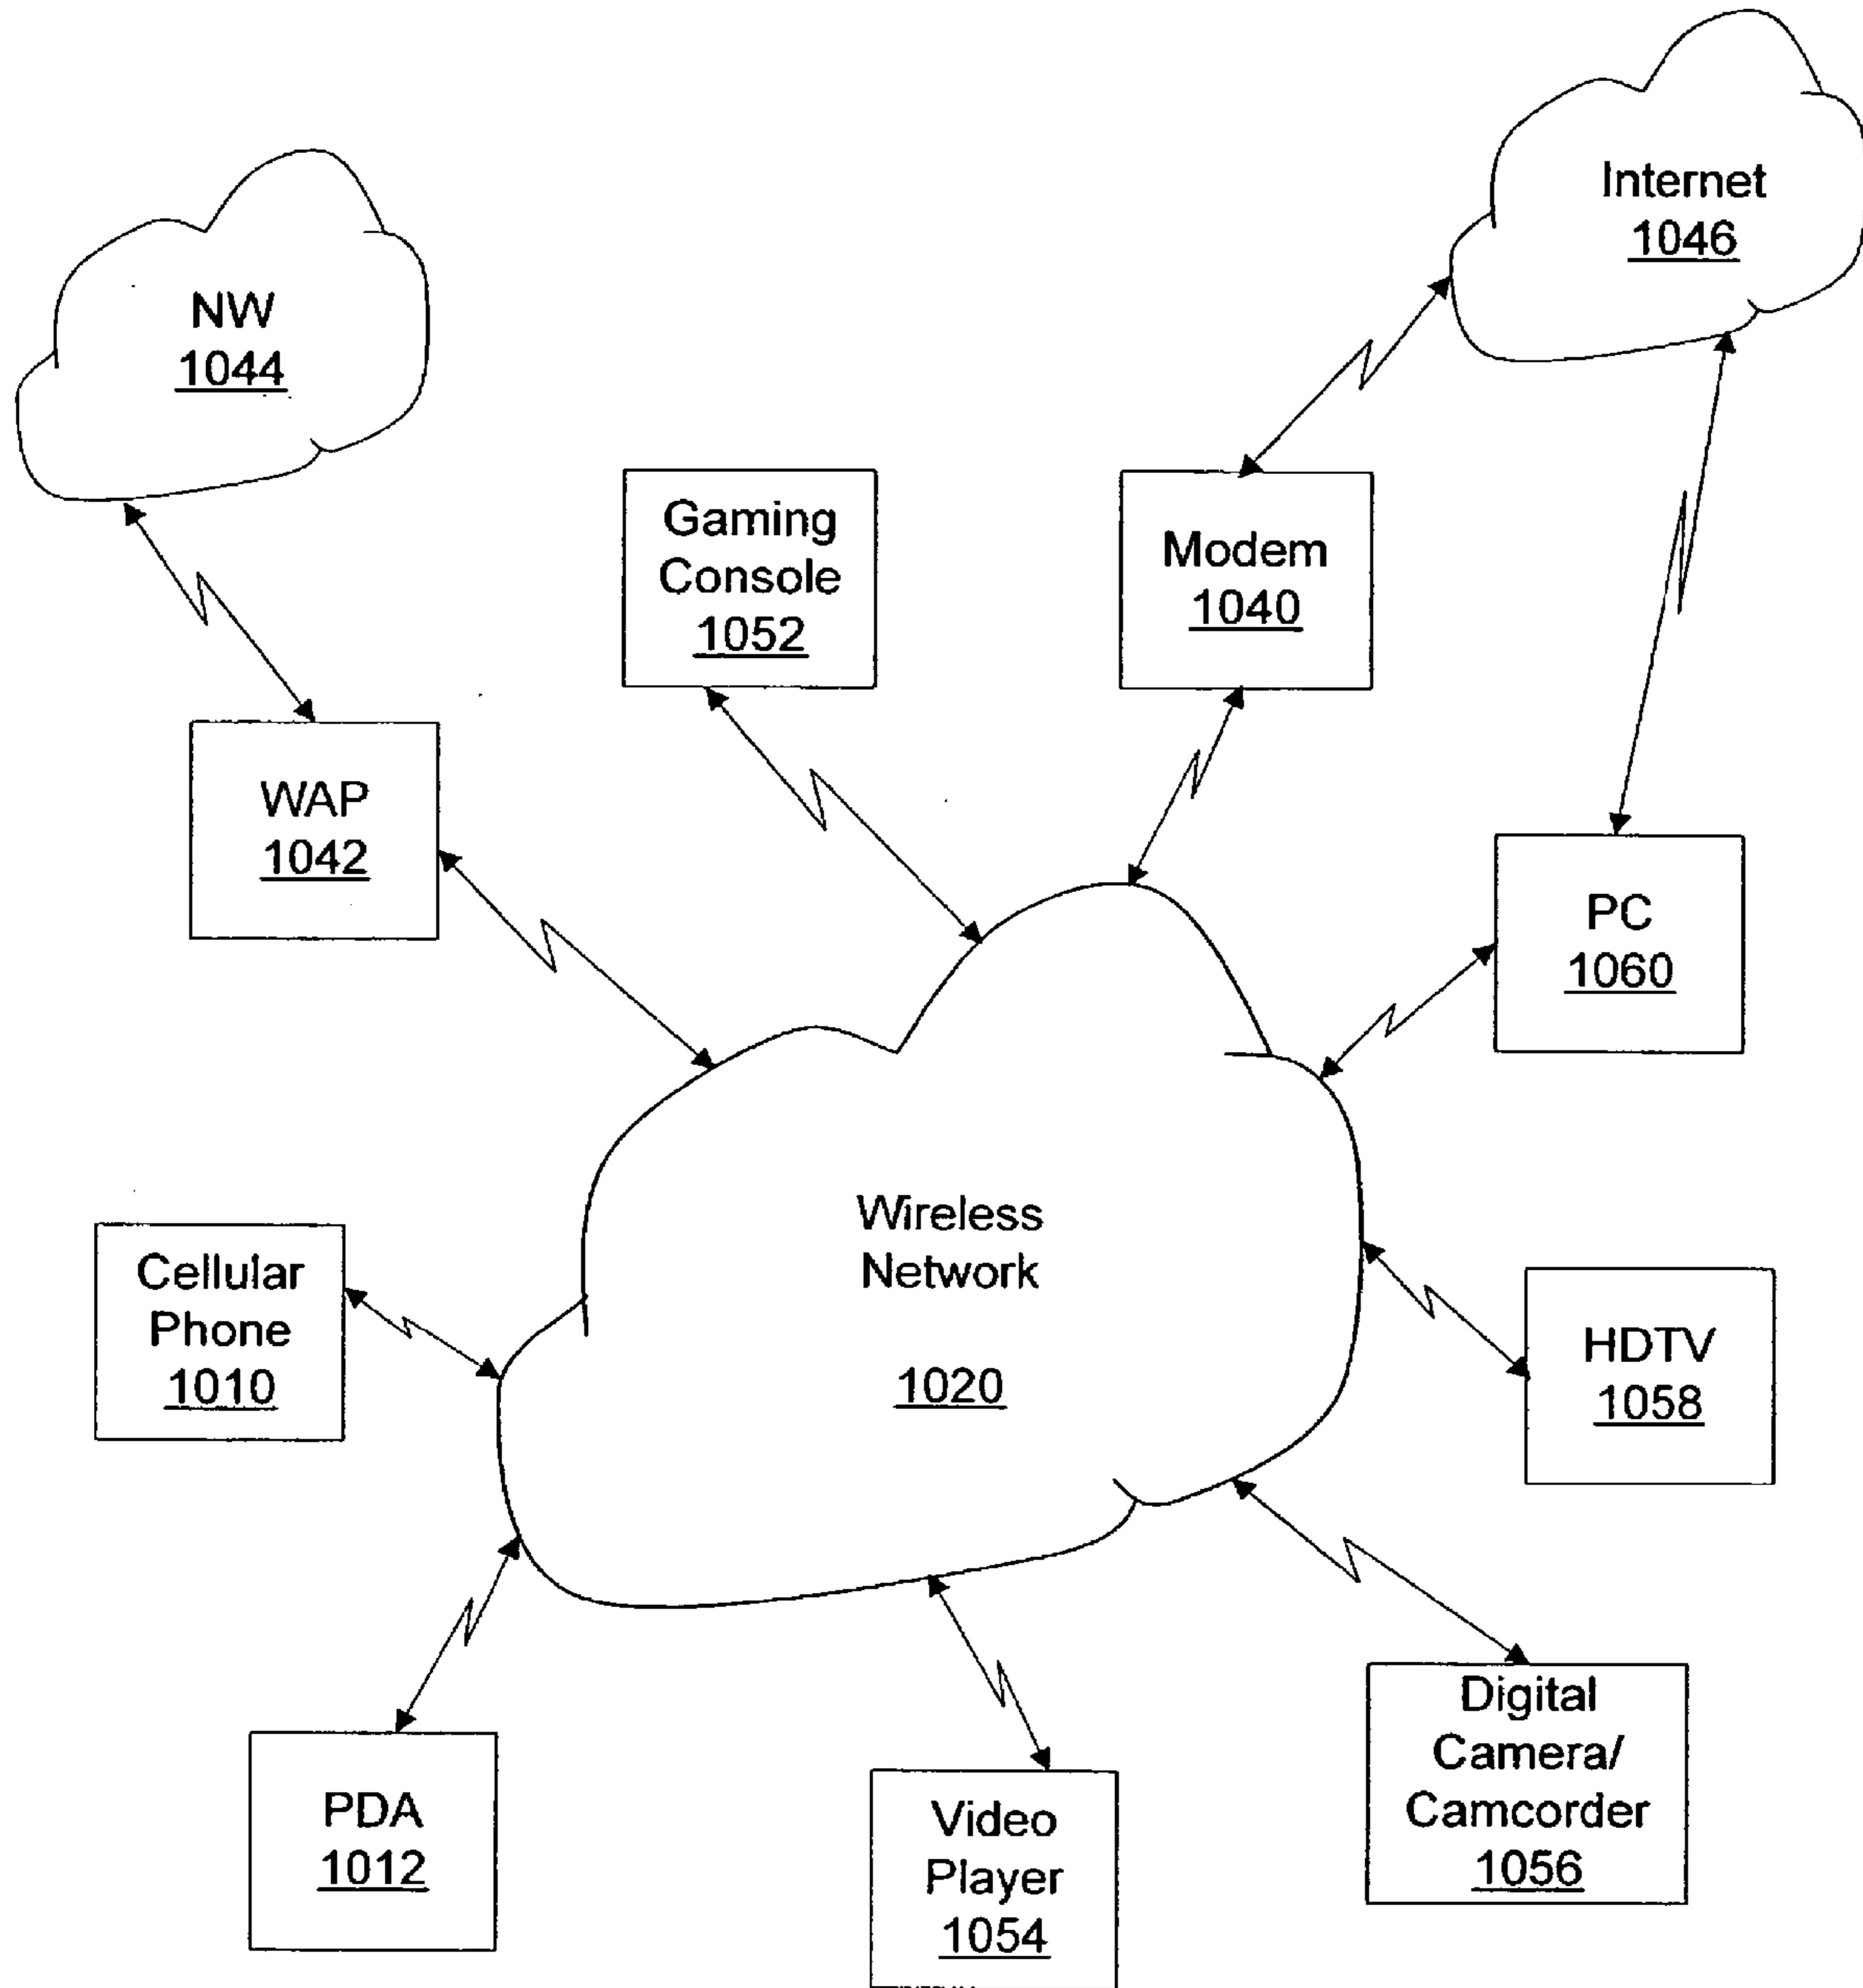 Internet
1046
NW
1044
Gaming
Console
1052
Modem
1040
WAP
1042
PC
1060
Wireless
Network
1020
Cellular
Phone
1010
HDTV
1058
PDA
1012
Video
Player
1054
Digital
Camera/
Camcorder
1056